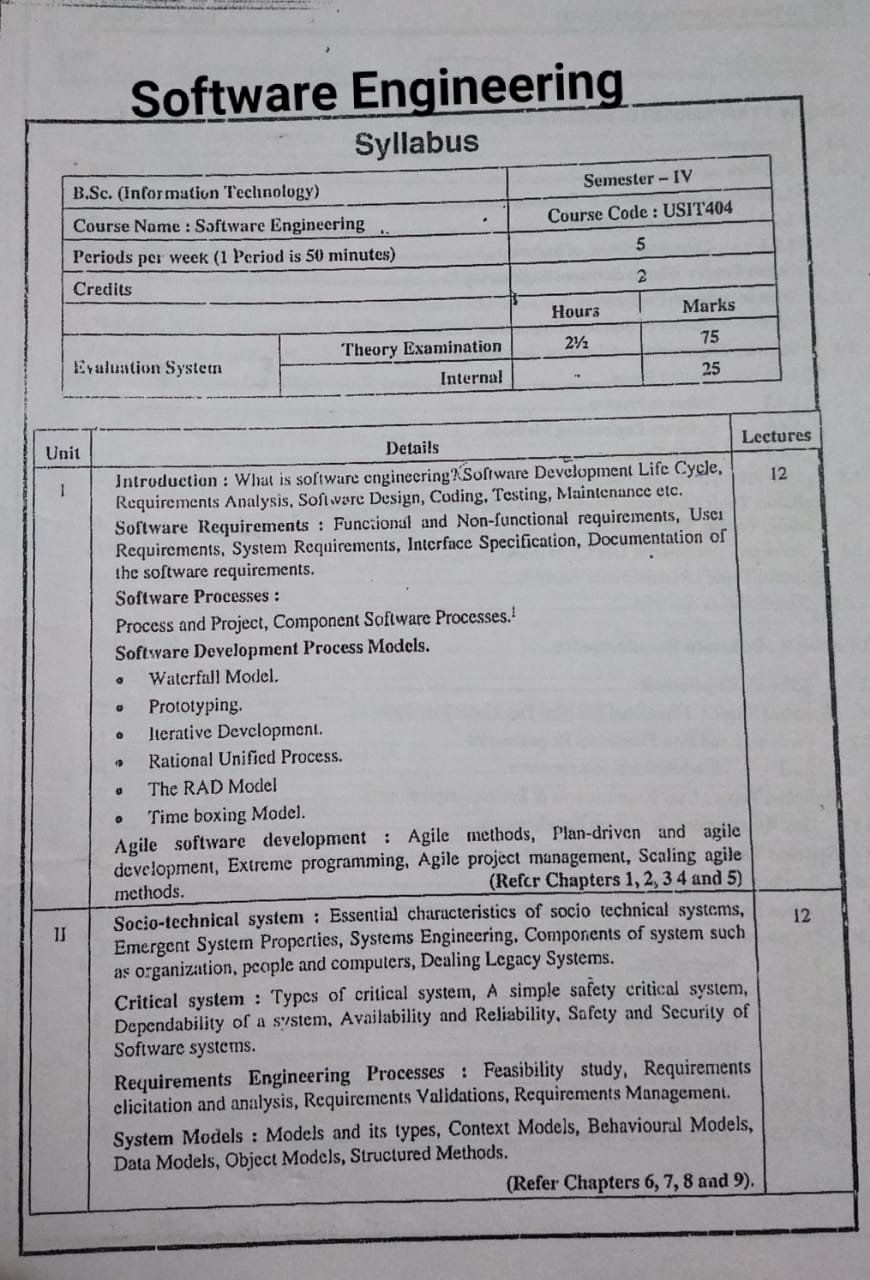 Software Engineering
Syllabus
B.Sc. (Information Technology) Semester – IV
Course Name : Software Engineering Course Code : USIT404
Periods per week (1 Period is 50 minutes) 5
Credits 2
Hours Marks
Evaluation System Theory Examination 2½ 75
Internal - 25
Unit Details Lectures
I Introduction : What is software engineering? Software Development Life Cycle, 12
Requirements Analysis, Software Design, Coding, Testing, Maintenance etc.
Software Requirements : Functional and Non-functional requirements, User
Requirements, System Requirements, Interface Specification, Documentation of
the software requirements.
Software Processes :
Process and Project, Component Software Processes.
Software Development Process Models.
• Waterfall Model.
• Prototyping.
• Iterative Development.
• Rational Unified Process.
• The RAD Model
• Time boxing Model.
Agile software development : Agile methods, Plan-driven and agile
development, Extreme programming, Agile project management, Scaling agile
methods. (Refer Chapters 1, 2, 3 4 and 5)
II Socio-technical system : Essential characteristics of socio technical systems, 12
Emergent System Properties, Systems Engineering, Components of system such
as organization, people and computers, Dealing Legacy Systems.
Critical system : Types of critical system, A simple safety critical system,
Dependability of a system, Availability and Reliability, Safety and Security of
Software systems.
Requirements Engineering Processes : Feasibility study, Requirements
elicitation and analysis, Requirements Validations, Requirements Management.
System Models : Models and its types, Context Models, Behavioural Models,
Data Models, Object Models, Structured Methods.
(Refer Chapters 6, 7, 8 and 9).